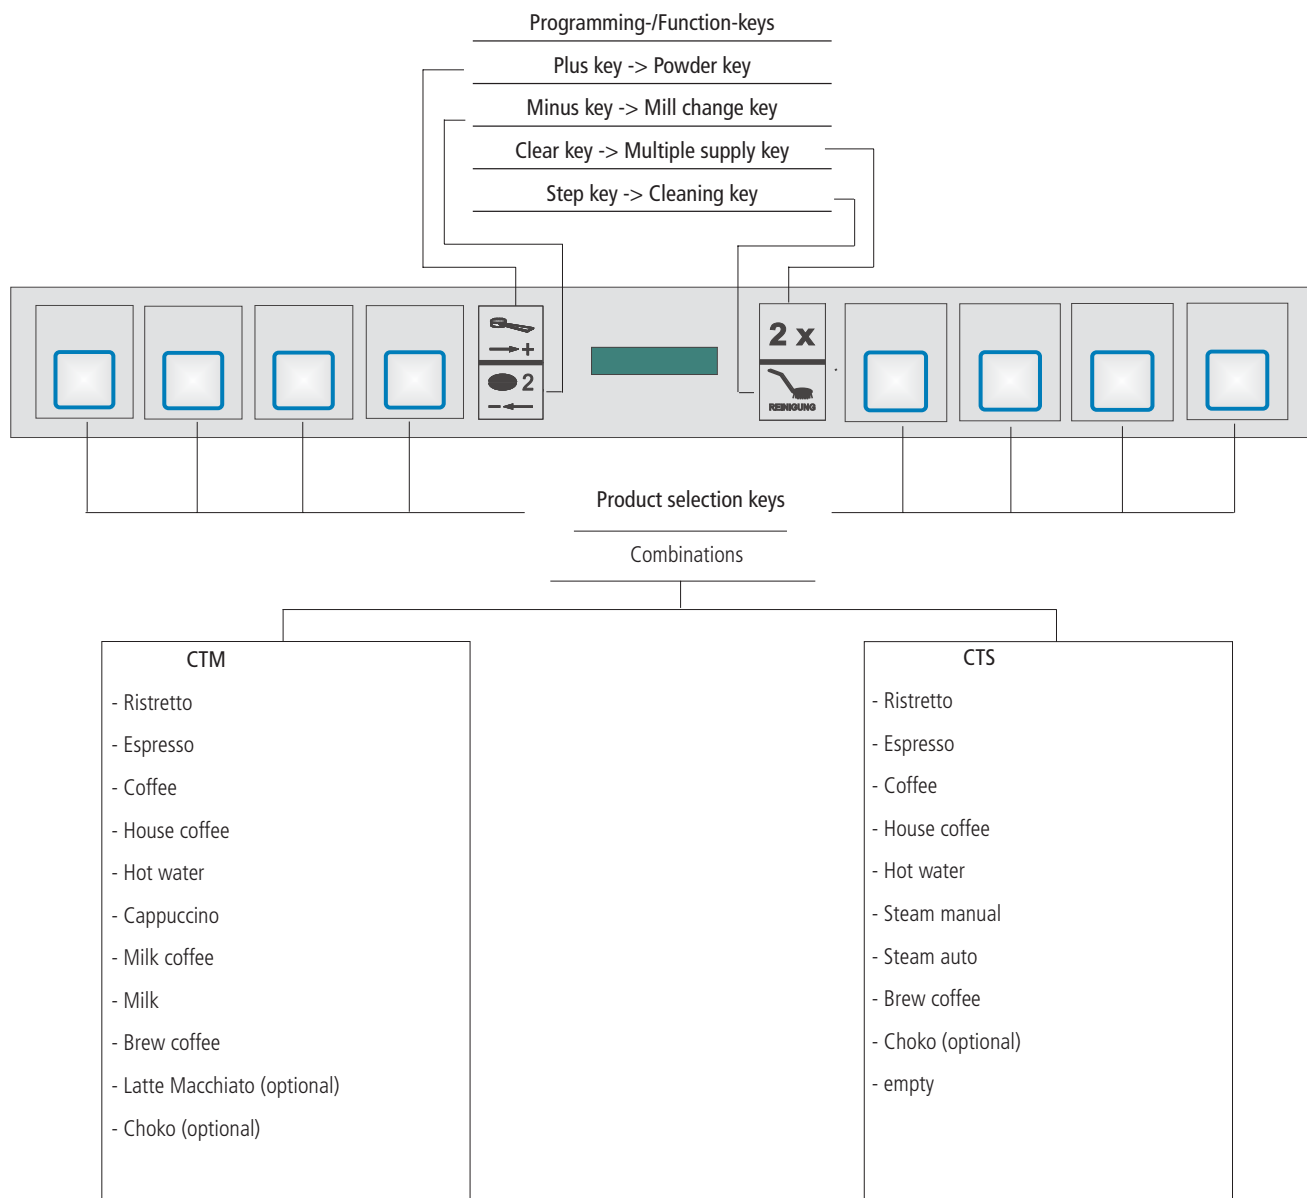 Programming-/Function-keys
Plus key -> Powder key
Minus key -> Mill change key
Clear key -> Multiple supply key
Step key -> Cleaning key
+
2
-
2 x
REINIGUNG
Product selection keys
Combinations
CTM
- Ristretto
- Espresso
- Coffee
- House coffee
- Hot water
- Cappuccino
- Milk coffee
- Milk
- Brew coffee
- Latte Macchiato (optional)
- Choko (optional)
CTS
- Ristretto
- Espresso
- Coffee
- House coffee
- Hot water
- Steam manual
- Steam auto
- Brew coffee
- Choko (optional)
- empty